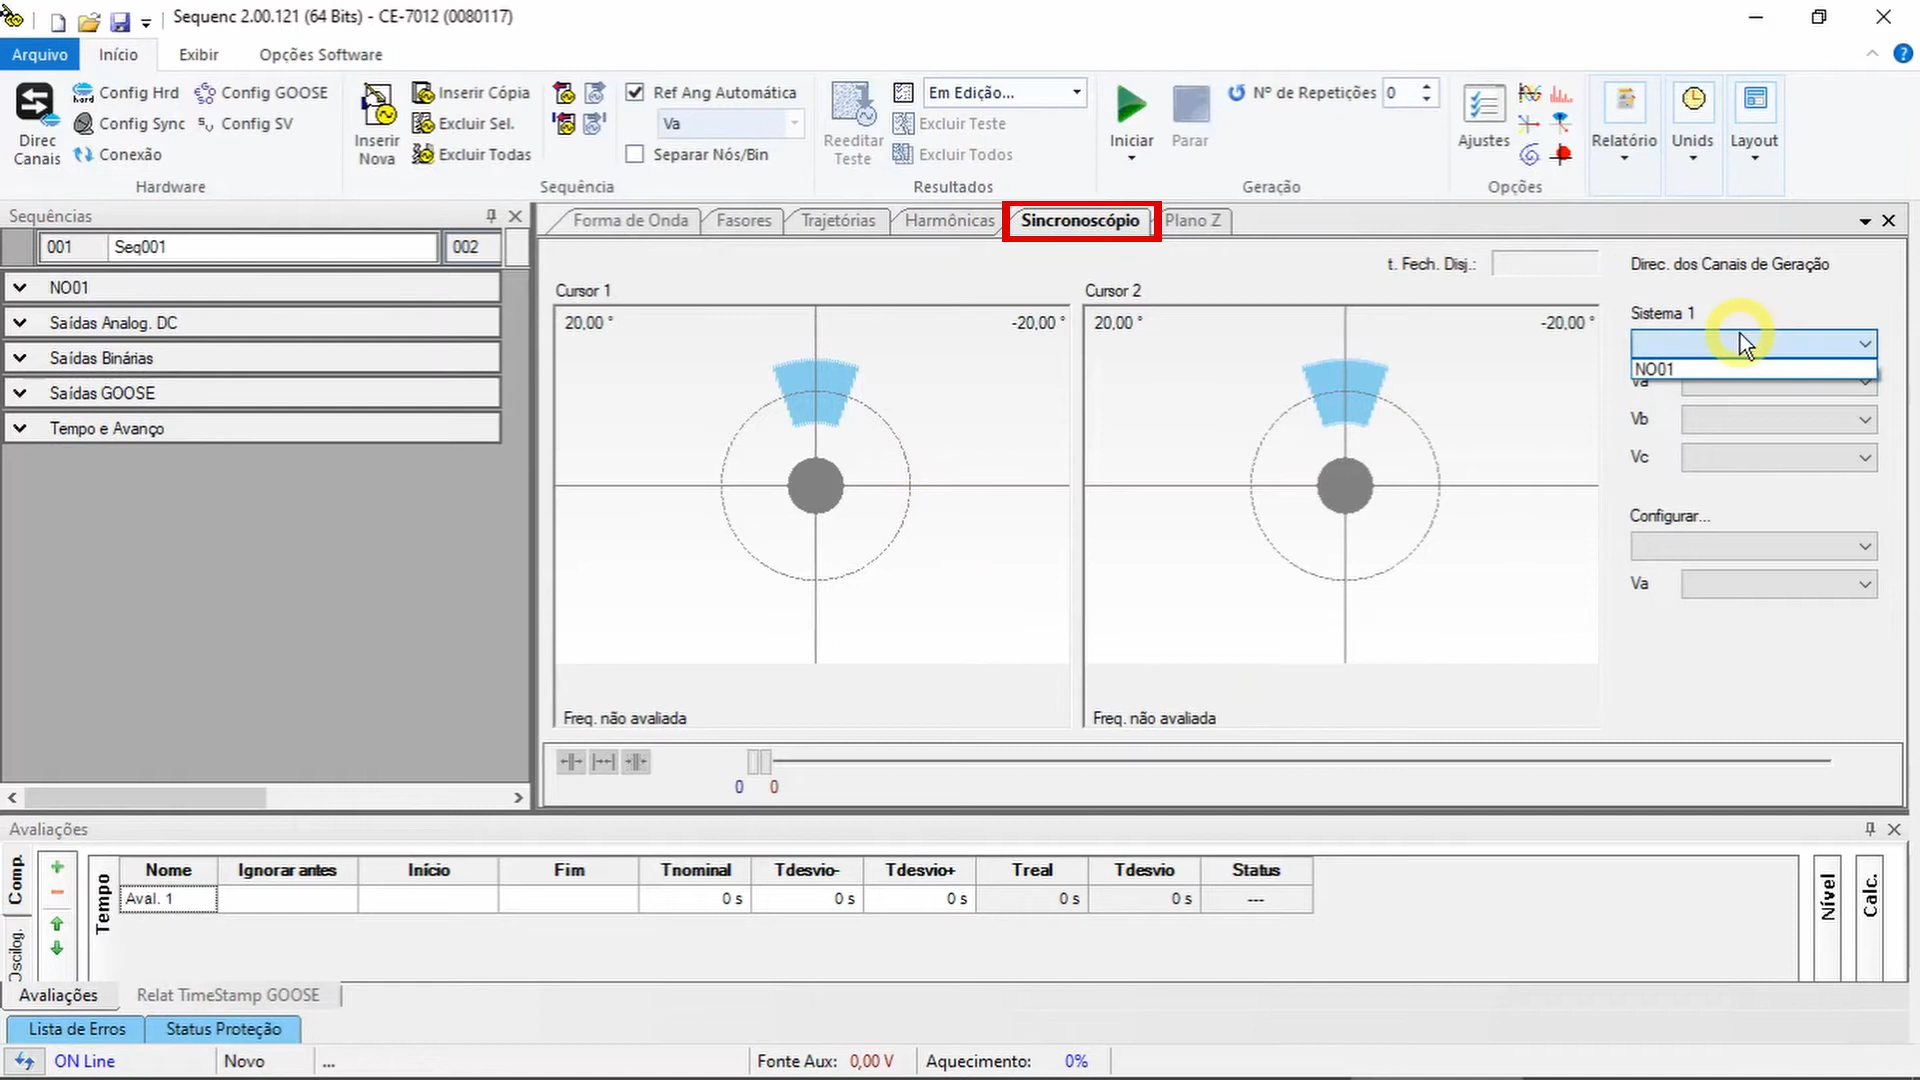 Sequenc 2.00.121 (64 Bits) - CE-7012 (0080117)
Arquivo Início Exibir Opções Software
Direc Canais
Config Hrd
Config Sync
Conexão
Config GOOSE
Config SV
Hardware
Inserir Nova
Inserir Cópia
Excluir Sel.
Excluir Todas
Ref Ang Automática
Va
Separar Nós/Bin
Sequência
Reeditar Teste
Em Edição...
Excluir Teste
Excluir Todos
Resultados
Iniciar
Parar
Nº de Repetições 0
Geração
Ajustes
Opções
Relatório
Unids
Layout
Sequências
001 Seq001 002
NO01
Saídas Analog. DC
Saídas Binárias
Saídas GOOSE
Tempo e Avanço
Forma de Onda Fasores Trajetórias Harmônicas Sincronoscópio Plano Z
t. Fech. Disj.:
Cursor 1
20,00 ° -20,00 °
Freq. não avaliada
Cursor 2
20,00 ° -20,00 °
Freq. não avaliada
Direc. dos Canais de Geração
Sistema 1
NO01
Va
Vb
Vc
Configurar...
Va
0 0
Avaliações
Comp.
Oscilog.
Tempo
Nome Ignorar antes Início Fim Tnominal Tdesvio- Tdesvio+ Treal Tdesvio Status
Aval. 1 0 s 0 s 0 s 0 s 0 s ---
Nível
Calc.
Avaliações Relat TimeStamp GOOSE
Lista de Erros Status Proteção
ON Line Novo ... Fonte Aux: 0,00 V Aquecimento: 0%